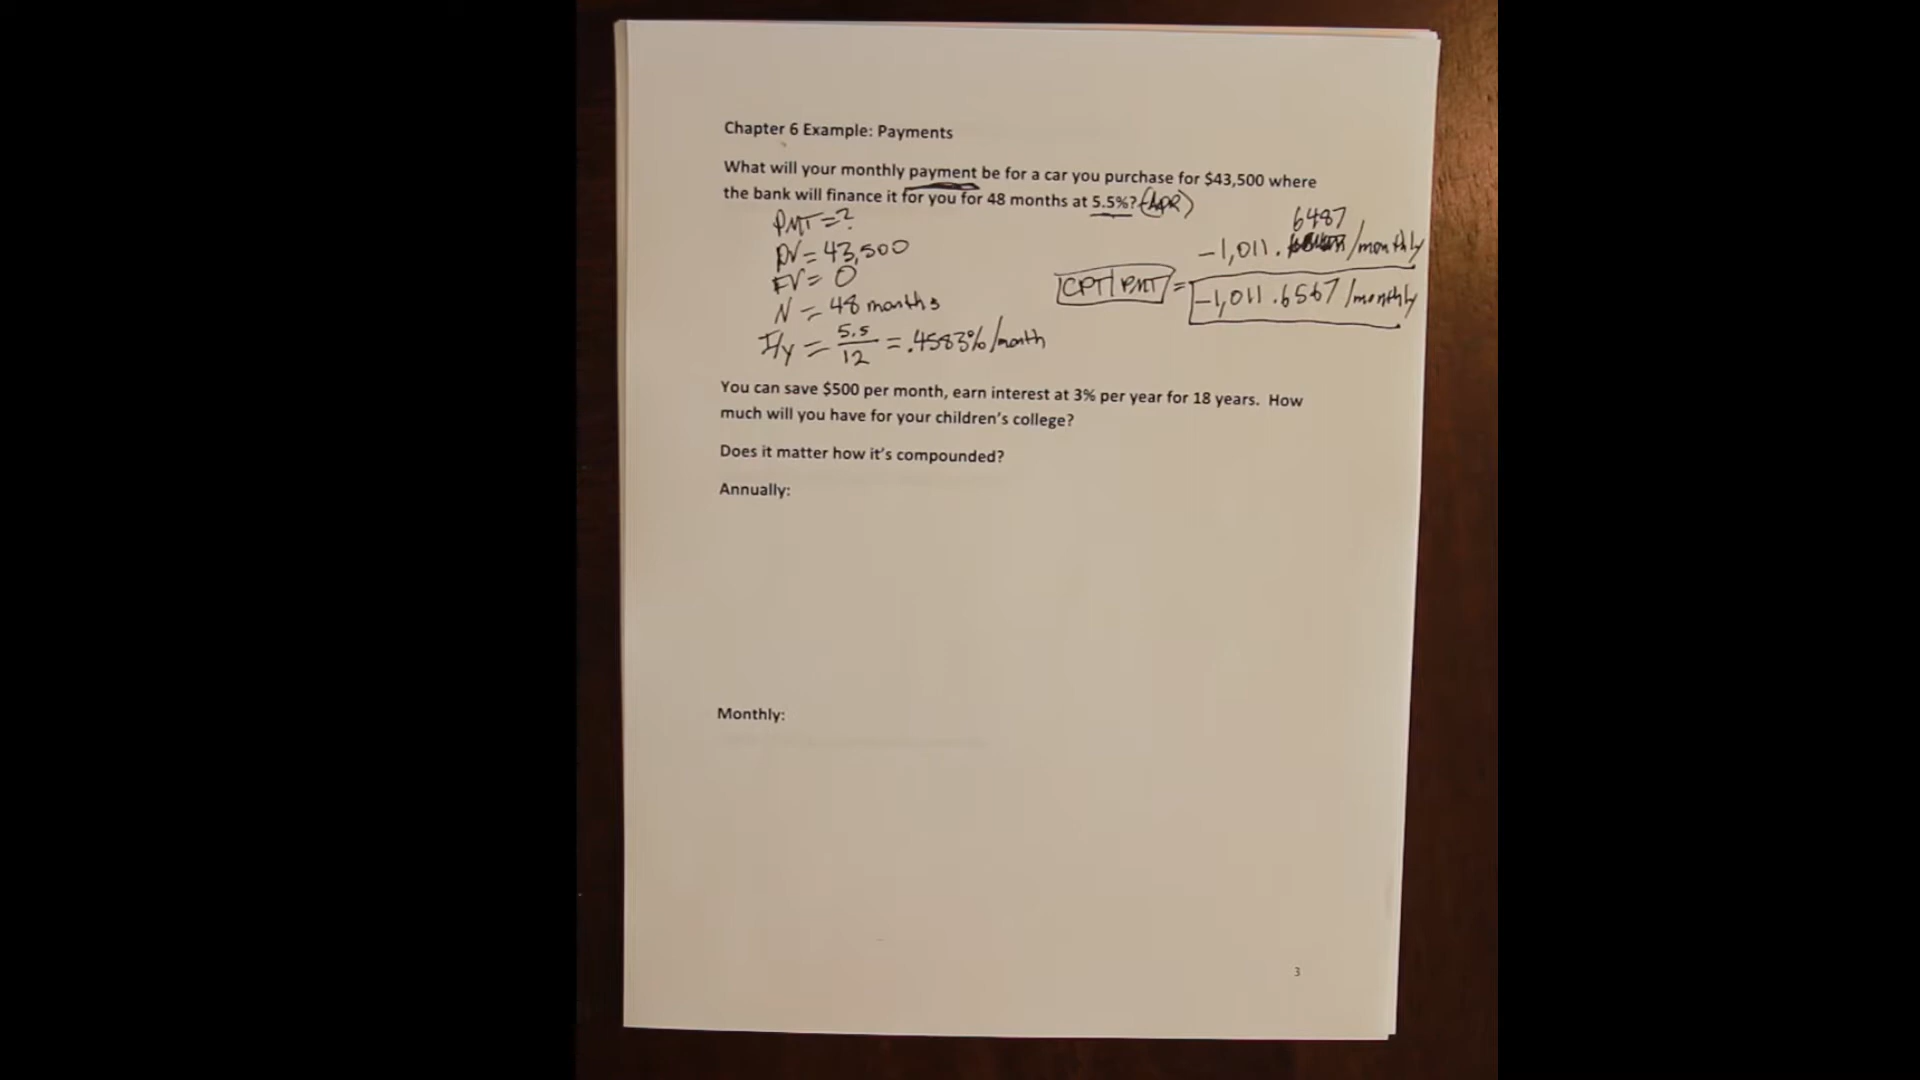 Chapter 6 Example: Payments
What will your monthly payment be for a car you purchase for $43,500 where
the bank will finance it for you for 48 months at 5.5%? (APR)
PMT = ?
PV = 43,500
FV = 0
N = 48 months
I/y = 5.5/12 = .4583%/month
6487
-1,011. /monthly
CPT PMT = -1,011.6567/monthly
You can save $500 per month, earn interest at 3% per year for 18 years. How
much will you have for your children's college?
Does it matter how it's compounded?
Annually:
Monthly:
3